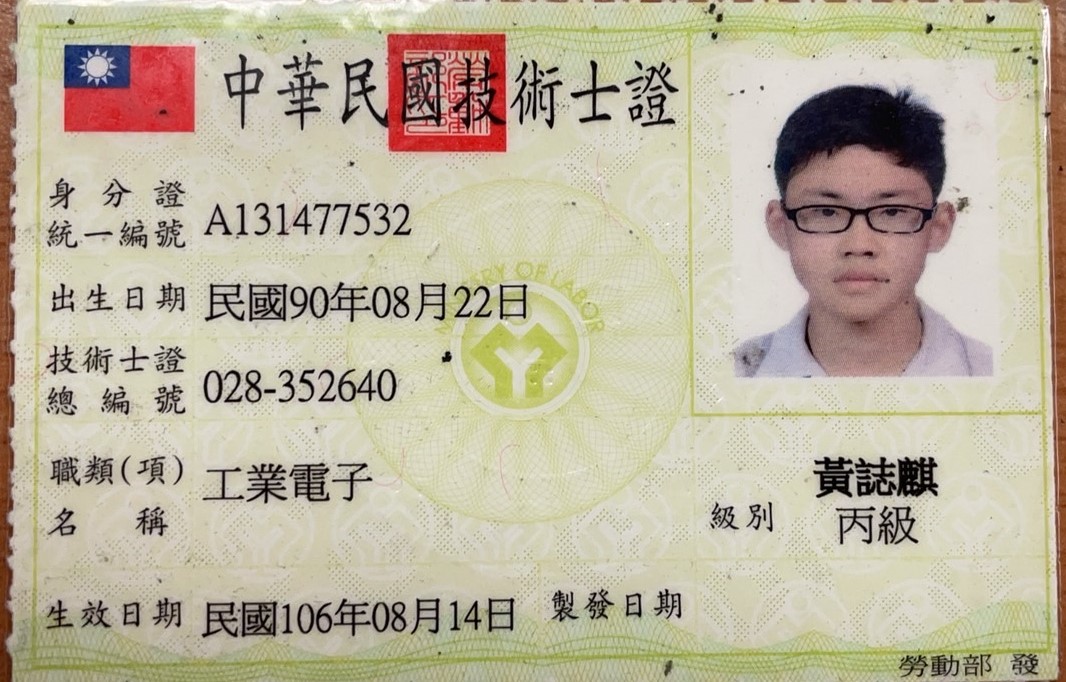 中華民國技術士證
身分證
統一編號 A131477532
出生日期 民國90年08月22日
MINISTRY OF LABOR
技術士證
總編號 028-352640
職類(項)
名稱 工業電子
黃誌麒
級別 丙級
生效日期 民國106年08月14日 製發日期
勞動部 發